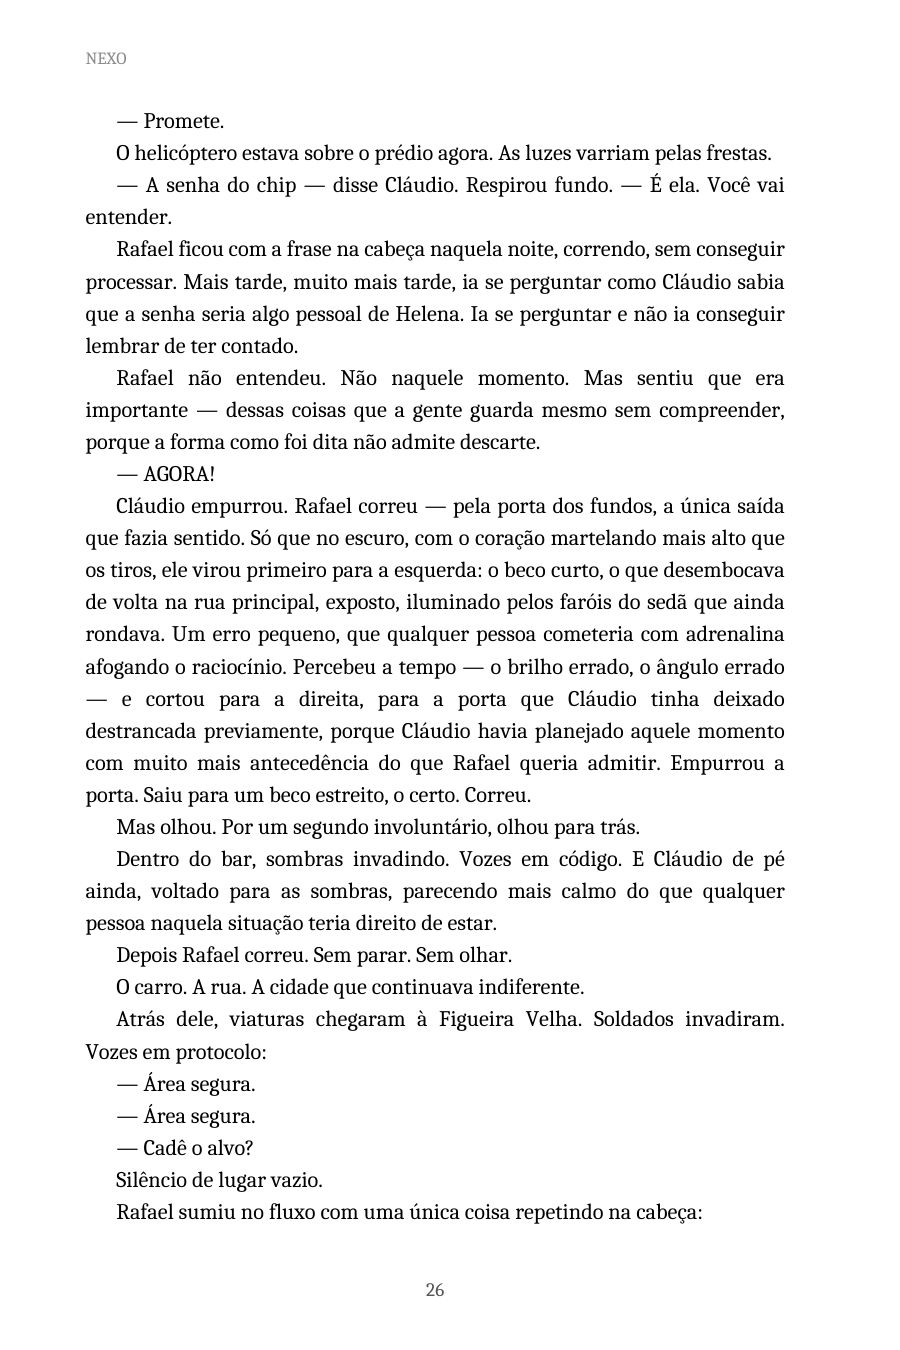 NEXO
— Promete.
O helicóptero estava sobre o prédio agora. As luzes varriam pelas frestas.
— A senha do chip — disse Cláudio. Respirou fundo. — É ela. Você vai
entender.
Rafael ficou com a frase na cabeça naquela noite, correndo, sem conseguir
processar. Mais tarde, muito mais tarde, ia se perguntar como Cláudio sabia
que a senha seria algo pessoal de Helena. Ia se perguntar e não ia conseguir
lembrar de ter contado.
Rafael não entendeu. Não naquele momento. Mas sentiu que era
importante — dessas coisas que a gente guarda mesmo sem compreender,
porque a forma como foi dita não admite descarte.
— AGORA!
Cláudio empurrou. Rafael correu — pela porta dos fundos, a única saída
que fazia sentido. Só que no escuro, com o coração martelando mais alto que
os tiros, ele virou primeiro para a esquerda: o beco curto, o que desembocava
de volta na rua principal, exposto, iluminado pelos faróis do sedã que ainda
rondava. Um erro pequeno, que qualquer pessoa cometeria com adrenalina
afogando o raciocínio. Percebeu a tempo — o brilho errado, o ângulo errado
— e cortou para a direita, para a porta que Cláudio tinha deixado
destrancada previamente, porque Cláudio havia planejado aquele momento
com muito mais antecedência do que Rafael queria admitir. Empurrou a
porta. Saiu para um beco estreito, o certo. Correu.
Mas olhou. Por um segundo involuntário, olhou para trás.
Dentro do bar, sombras invadindo. Vozes em código. E Cláudio de pé
ainda, voltado para as sombras, parecendo mais calmo do que qualquer
pessoa naquela situação teria direito de estar.
Depois Rafael correu. Sem parar. Sem olhar.
O carro. A rua. A cidade que continuava indiferente.
Atrás dele, viaturas chegaram à Figueira Velha. Soldados invadiram.
Vozes em protocolo:
— Área segura.
— Área segura.
— Cadê o alvo?
Silêncio de lugar vazio.
Rafael sumiu no fluxo com uma única coisa repetindo na cabeça:
26